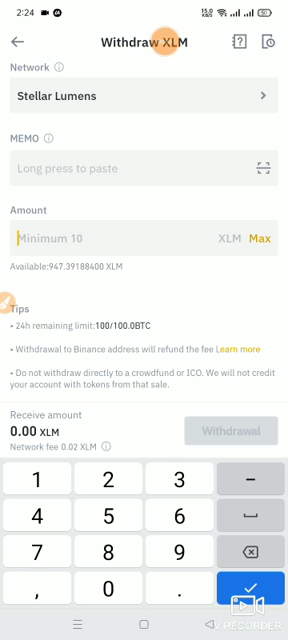 2:24
15.0
KB/S
50
Withdraw XLM
Network
Stellar Lumens
MEMO
Long press to paste
Amount
Minimum 10 XLM Max
Available:947.39188400 XLM
Tips
• 24h remaining limit:100/100.0BTC
• Withdrawal to Binance address will refund the fee Learn more
• Do not withdraw directly to a crowdfund or ICO. We will not credit
your account with tokens from that sale.
Receive amount
0.00 XLM
Withdrawal
Network fee 0.02 XLM
1 2 3 –
4 5 6
7 8 9
, 0 .
V RECORDER